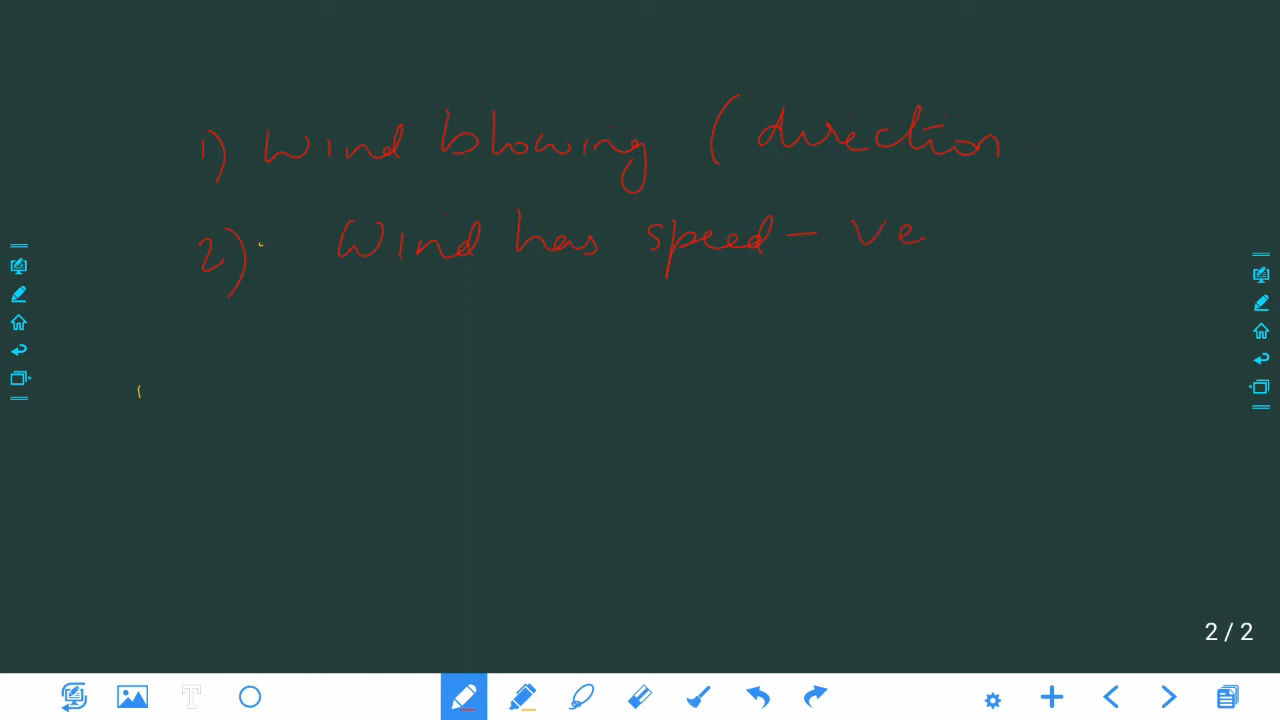 1) Wind blowing (direction
2) Wind has speed - ve
2 / 2